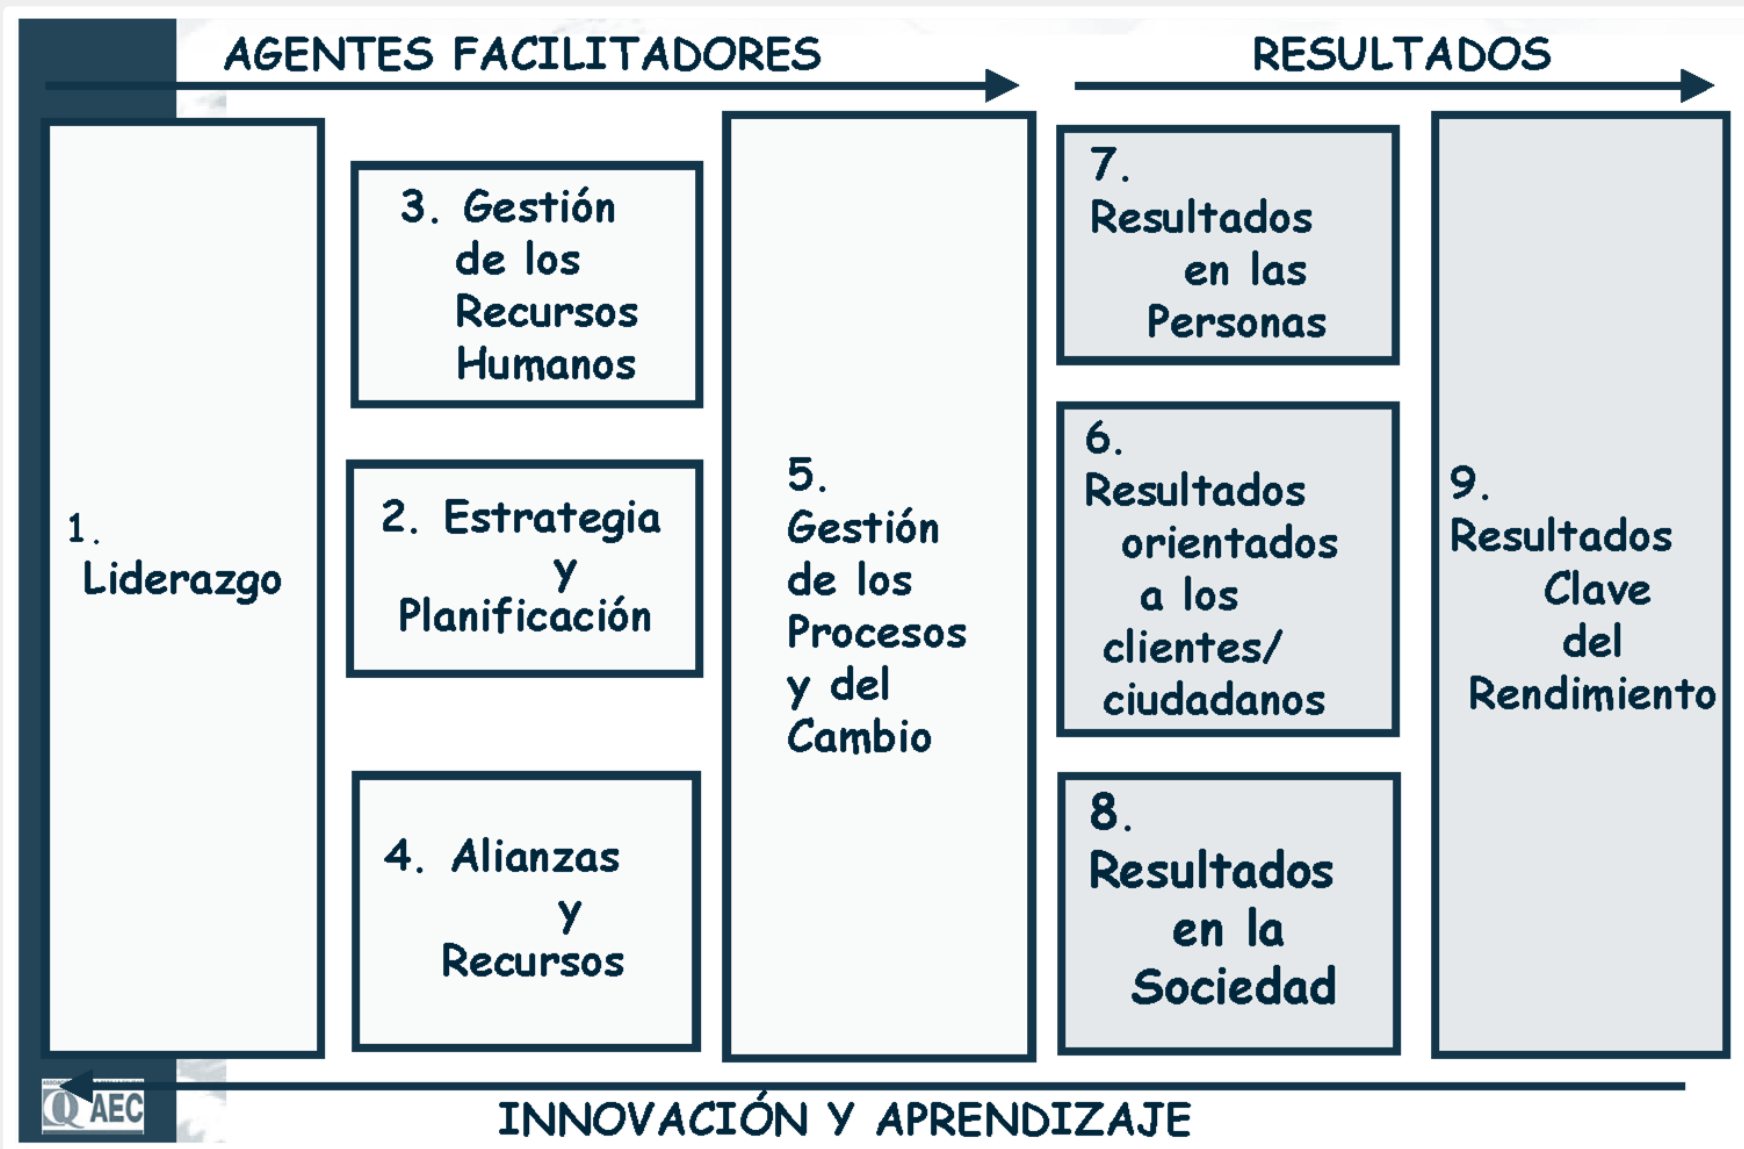 AGENTES FACILITADORES
RESULTADOS
1.
Liderazgo
3. Gestión
de los
Recursos
Humanos
2. Estrategia
y
Planificación
4. Alianzas
y
Recursos
5.
Gestión
de los
Procesos
y del
Cambio
7.
Resultados
en las
Personas
6.
Resultados
orientados
a los
clientes/
ciudadanos
8.
Resultados
en la
Sociedad
9.
Resultados
Clave
del
Rendimiento
Q AEC
INNOVACIÓN Y APRENDIZAJE